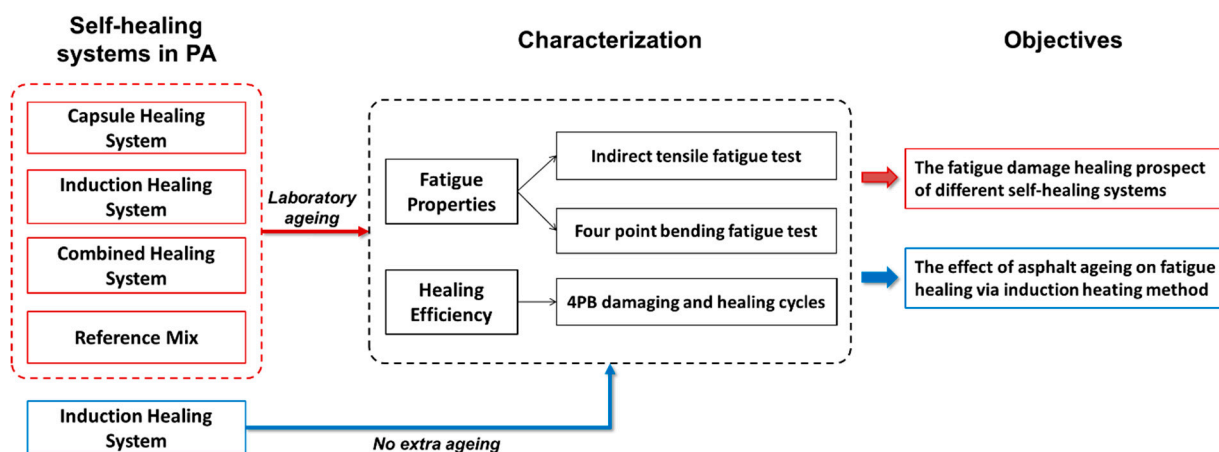 Self-healing
systems in PA
Characterization
Objectives
Capsule Healing
System
Induction Healing
System
Combined Healing
System
Reference Mix
Induction Healing
System
Laboratory
ageing
No extra ageing
Fatigue
Properties
Healing
Efficiency
Indirect tensile fatigue test
Four point bending fatigue test
4PB damaging and healing cycles
The fatigue damage healing prospect
of different self-healing systems
The effect of asphalt ageing on fatigue
healing via induction heating method